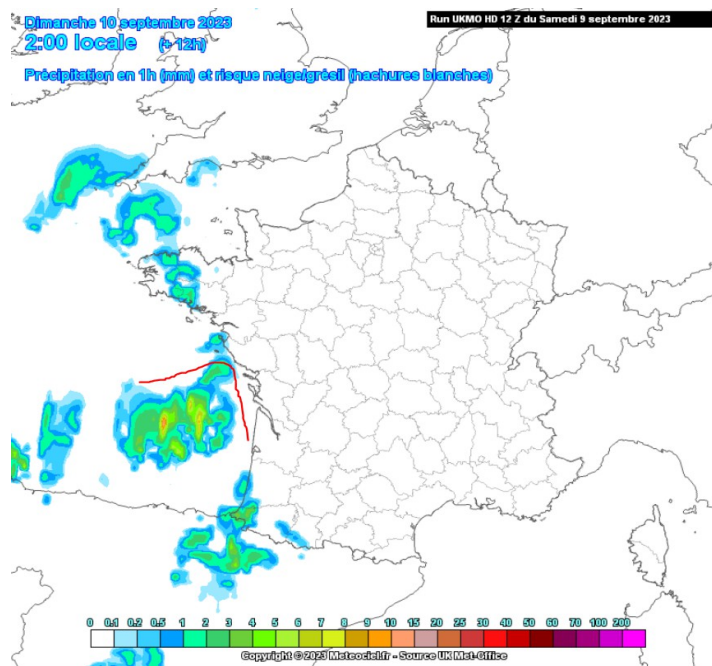 Dimanche 10 septembre 2023
Run UKMO HD 12 Z du Samedi 9 septembre 2023
2:00 locale (+ 12h)
Précipitation en 1h (mm) et risque neige/grésil (hachures blanches)
0 0.1 0.2 0.5 1 2 3 4 5 6 7 8 9 10 15 20 25 30 40 50 60 70 100 200
Copyright © 2023 Meteociel.fr - Source UK Met-Office